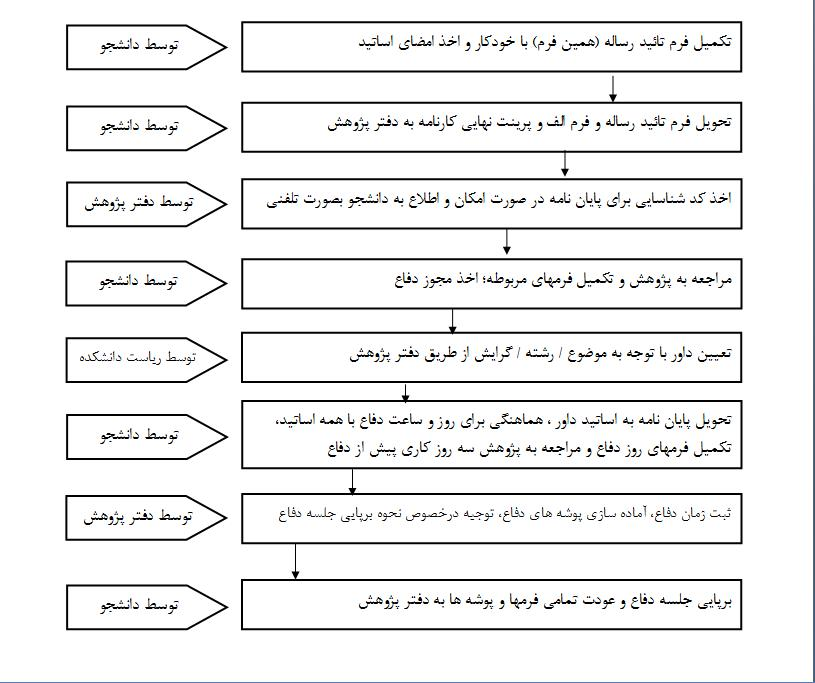 توسط دانشجو
تکمیل فرم تائید رساله (همین فرم) با خودکار و اخذ امضای اساتید
توسط دانشجو
تحویل فرم تائید رساله و فرم الف و پرینت نهایی کارنامه به دفتر پژوهش
توسط دفتر پژوهش
اخذ کد شناسایی برای پایان نامه در صورت امکان و اطلاع به دانشجو بصورت تلفنی
توسط دانشجو
مراجعه به پژوهش و تکمیل فرمهای مربوطه؛ اخذ مجوز دفاع
توسط ریاست دانشکده
تعیین داور با توجه به موضوع / رشته / گرایش از طریق دفتر پژوهش
توسط دانشجو
تحویل پایان نامه به اساتید داور ، هماهنگی برای روز و ساعت دفاع با همه اساتید،
تکمیل فرمهای روز دفاع و مراجعه به پژوهش سه روز کاری پیش از دفاع
توسط دفتر پژوهش
ثبت زمان دفاع، آماده سازی پوشه های دفاع، توجیه درخصوص نحوه برپایی جلسه دفاع
توسط دانشجو
برپایی جلسه دفاع و عودت تمامی فرمها و پوشه ها به دفتر پژوهش